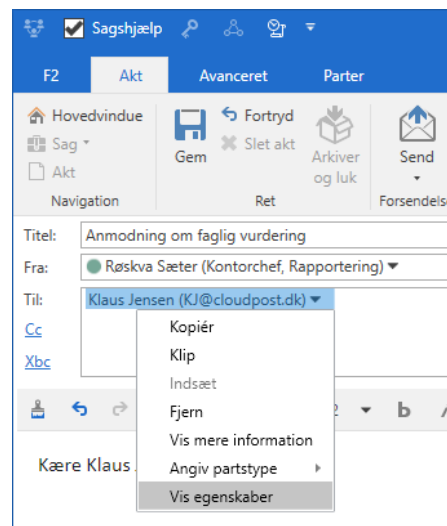 Sagshjælp
F2 Akt Avanceret Parter
Hovedvindue
Sag
Akt
Navigation
Gem
Fortryd
Slet akt
Ret
Arkiver
og luk
Send
Forsendelse
Titel: Anmodning om faglig vurdering
Fra: Røskva Sæter (Kontorchef, Rapportering)
Til: Klaus Jensen (KJ@cloudpost.dk)
Cc
Xbc
Kopiér
Klip
Indsæt
Fjern
Vis mere information
Angiv partstype
Vis egenskaber
b
Kære Klaus